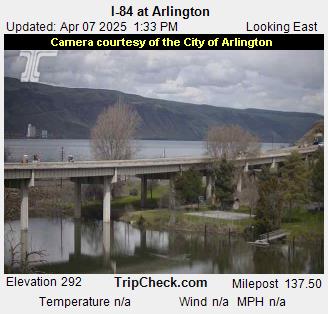 I-84 at Arlington
Updated: Apr 07 2025 1:33 PM Looking East
Camera courtesy of the City of Arlington
Elevation 292 TripCheck.com Milepost 137.50
Temperature n/a Wind n/a MPH n/a